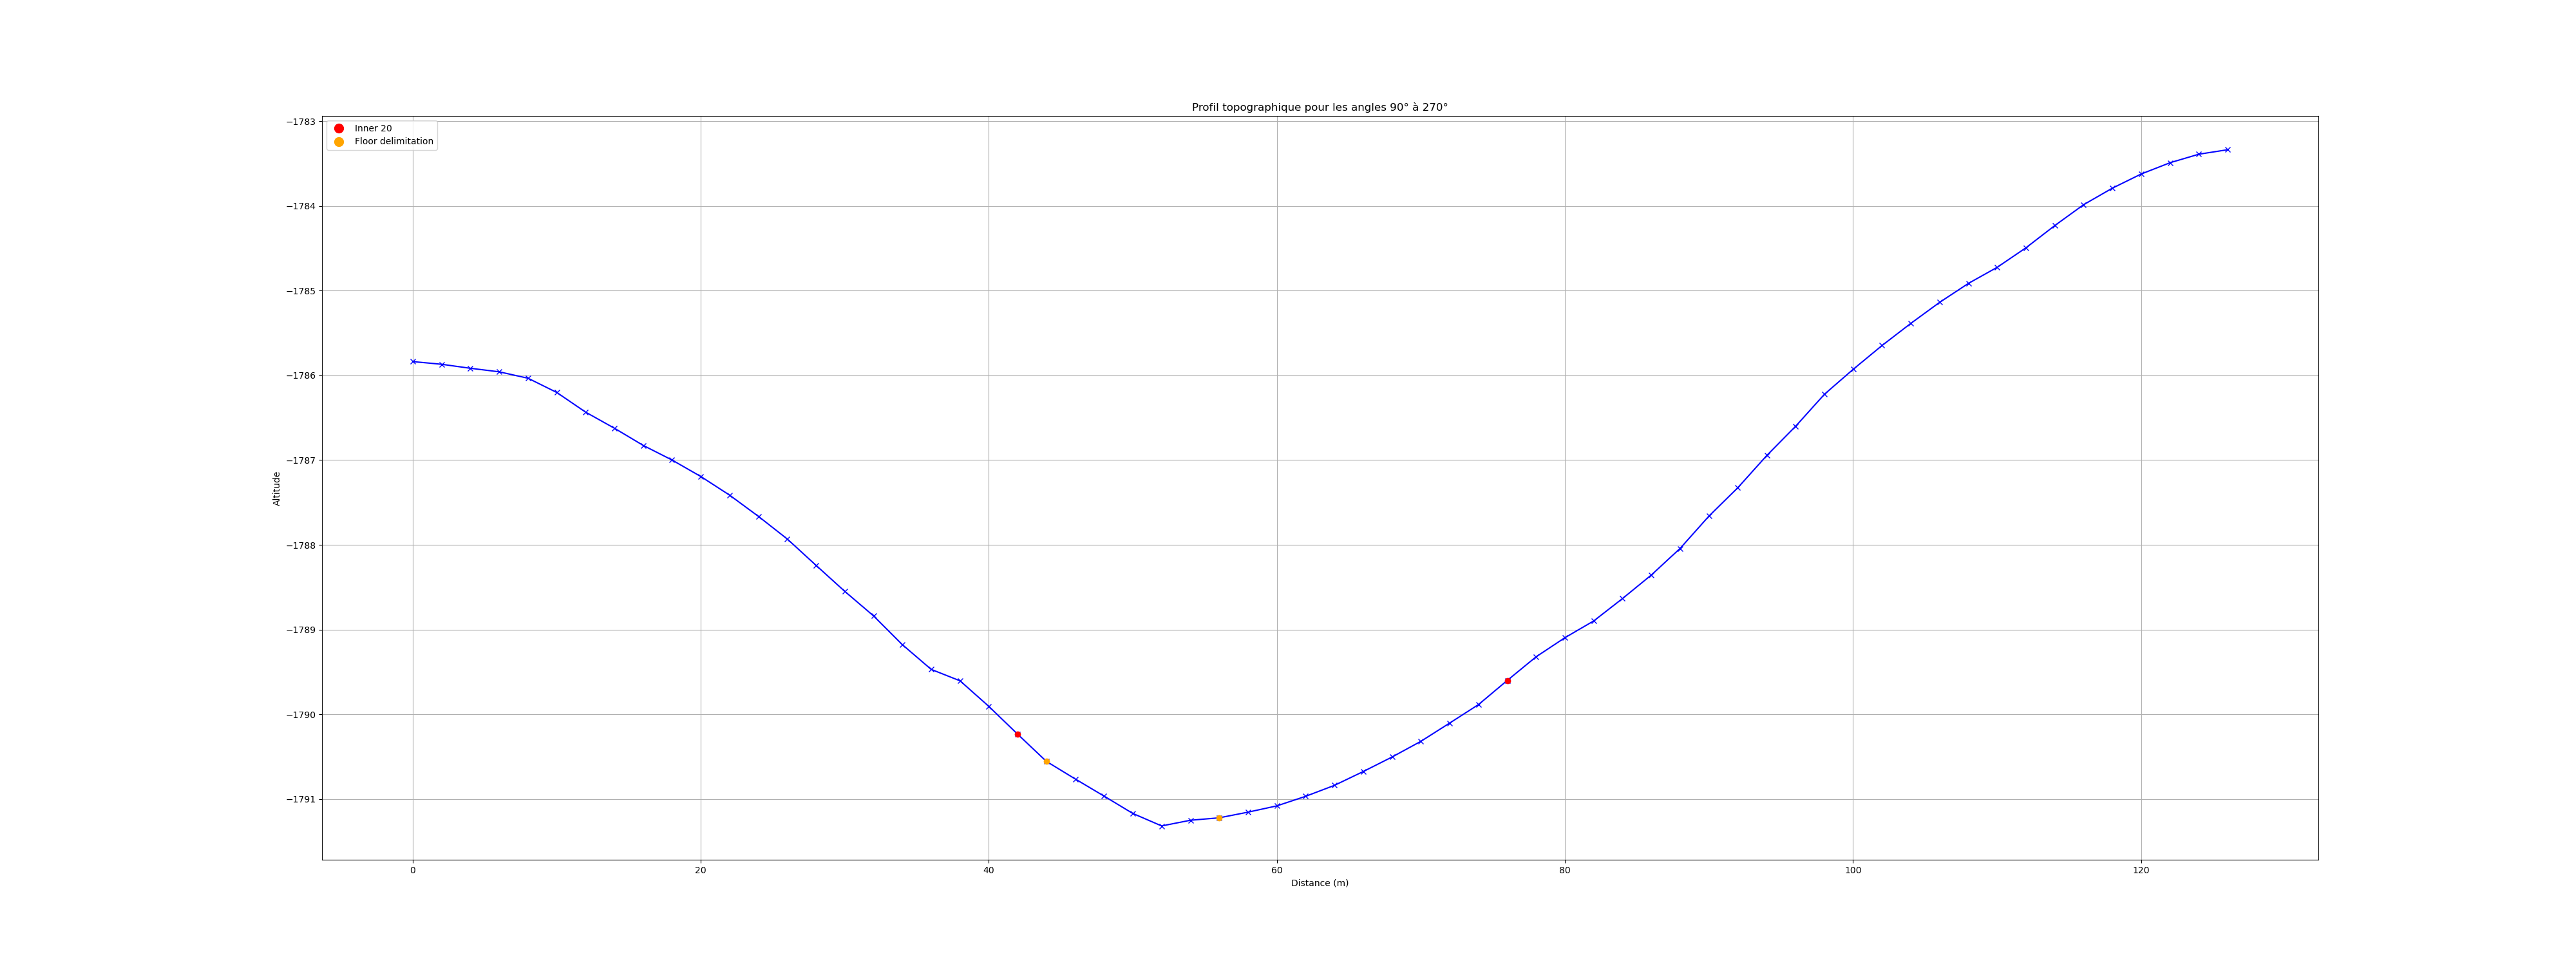 Profil topographique pour les angles 90° à 270°
Inner 20
Floor delimitation
−1783
−1784
−1785
−1786
−1787
−1788
−1789
−1790
−1791
Altitude
0 20 40 60 80 100 120
Distance (m)